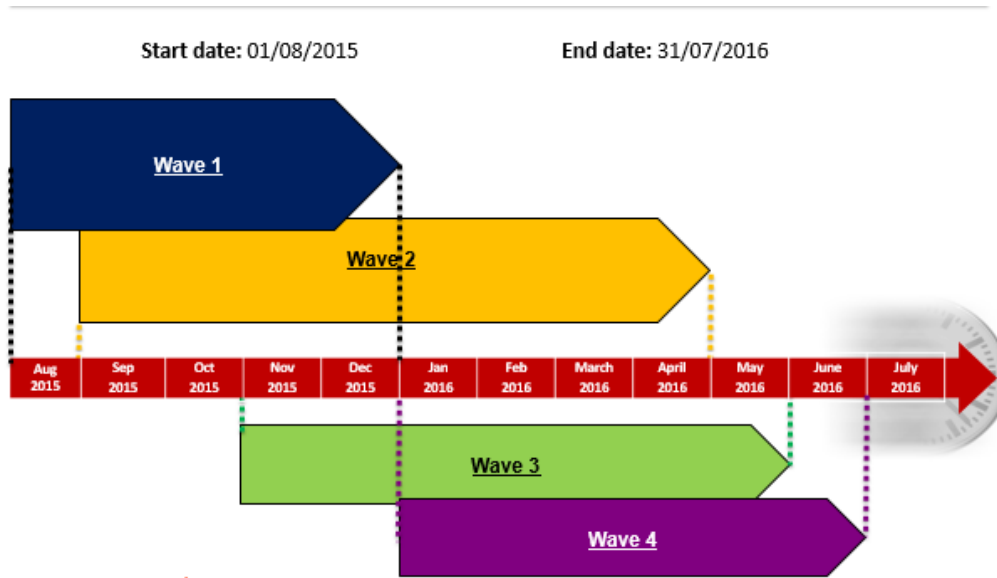 Start date: 01/08/2015 End date: 31/07/2016
Wave 1
Wave 2
Aug Sep Oct Nov Dec Jan Feb March April May June July
2015 2015 2015 2015 2015 2016 2016 2016 2016 2016 2016 2016
Wave 3
Wave 4